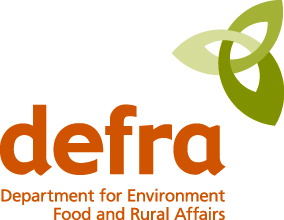 defra
Department for Environment
Food and Rural Affairs